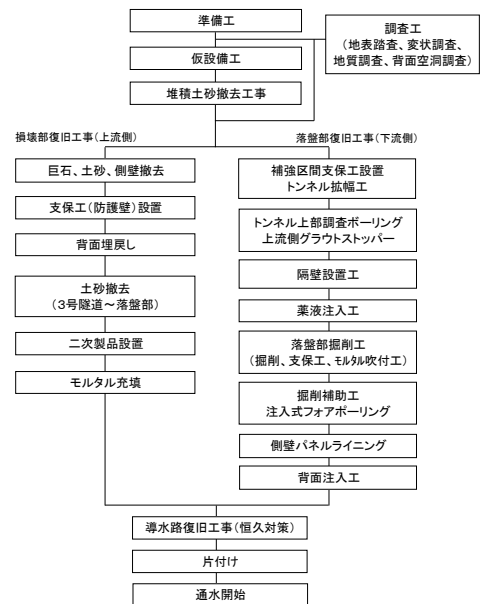 準備工
調査工
（地表踏査、変状調査、
地質調査、背面空洞調査）
仮設備工
堆積土砂撤去工事
損壊部復旧工事（上流側）
巨石、土砂、側壁撤去
支保工（防護壁）設置
背面埋戻し
土砂撤去
（３号隧道～落盤部）
二次製品設置
モルタル充填
落盤部復旧工事（下流側）
補強区間支保工設置
トンネル拡幅工
トンネル上部調査ボーリング
上流側グラウトストッパー
隔壁設置工
薬液注入工
落盤部掘削工
（掘削、支保工、モルタル吹付工）
掘削補助工
注入式フォアポーリング
側壁パネルライニング
背面注入工
導水路復旧工事（恒久対策）
片付け
通水開始